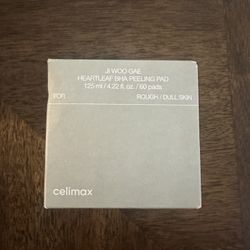 JI WOO GAE
HEARTLEAF BHA PEELING PAD
125 ml / 4.22 fl. oz. / 60 pads
FOR
ROUGH / DULL SKIN
celimax